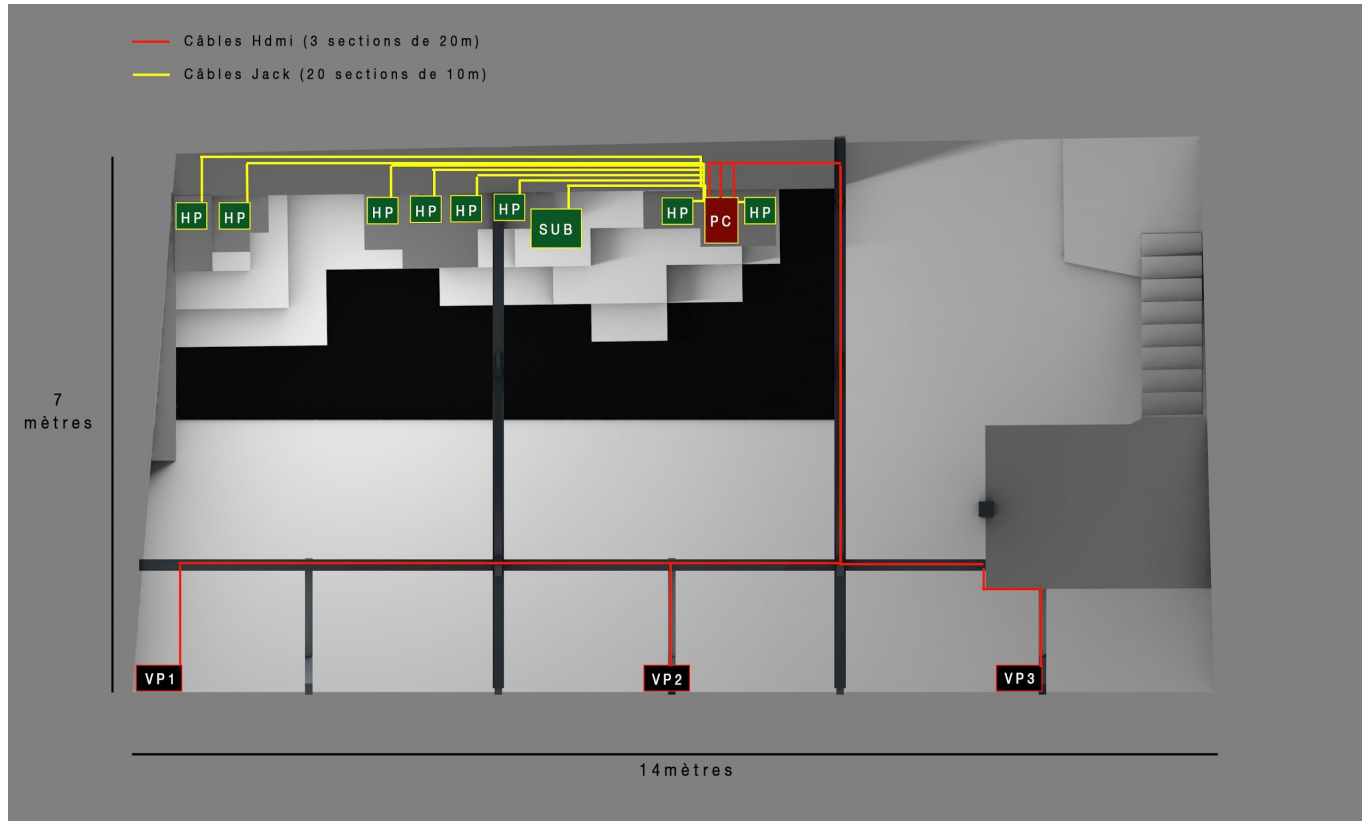 Câbles Hdmi (3 sections de 20m)
Câbles Jack (20 sections de 10m)
HP HP HP HP HP HP SUB HP PC HP
7
mètres
VP1 VP2 VP3
14mètres